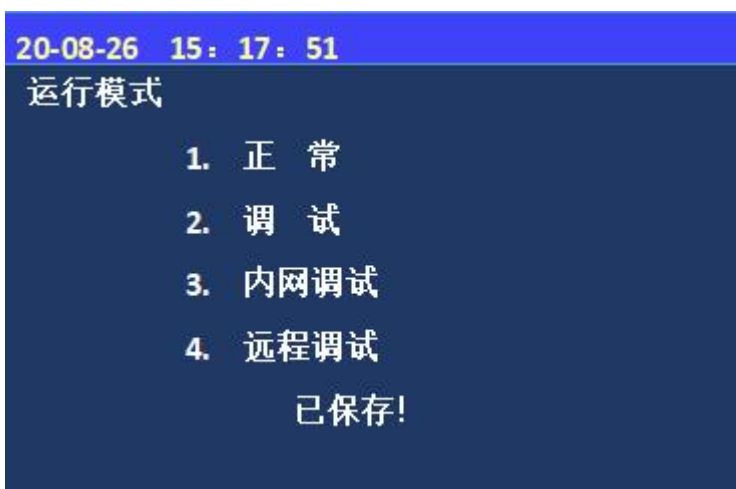 20-08-26 15：17：51
运行模式
1. 正 常
2. 调 试
3. 内网调试
4. 远程调试
已保存!